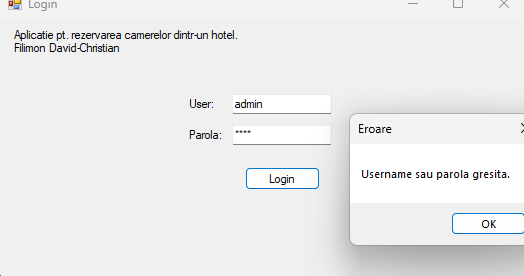 Login
Aplicatie pt. rezervarea camerelor dintr-un hotel.
Filimon David-Christian
User: admin
Parola: ****
Login
Eroare
Username sau parola gresita.
OK